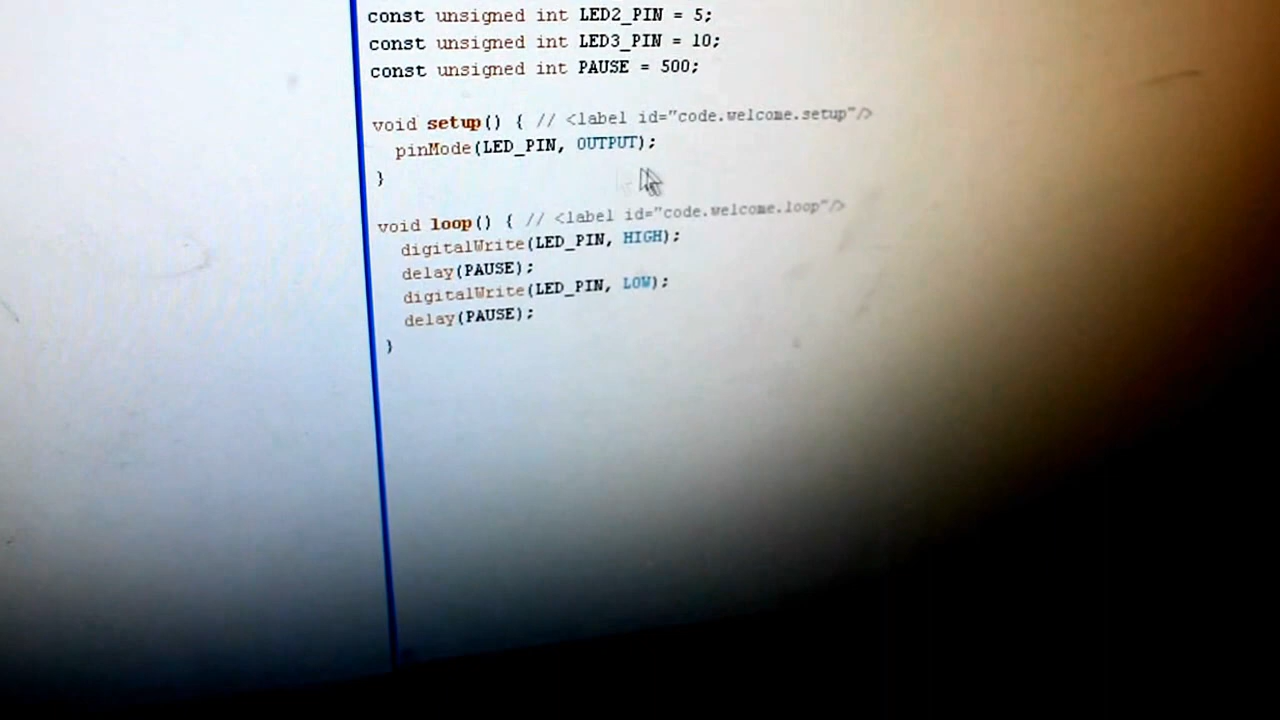 const unsigned int LED2_PIN = 5;
const unsigned int LED3_PIN = 10;
const unsigned int PAUSE = 500;
void setup() { // <label id="code.welcome.setup"/>
pinMode(LED_PIN, OUTPUT);
}
void loop() { // <label id="code.welcome.loop"/>
digitalWrite(LED_PIN, HIGH);
delay(PAUSE);
digitalWrite(LED_PIN, LOW);
delay(PAUSE);
}